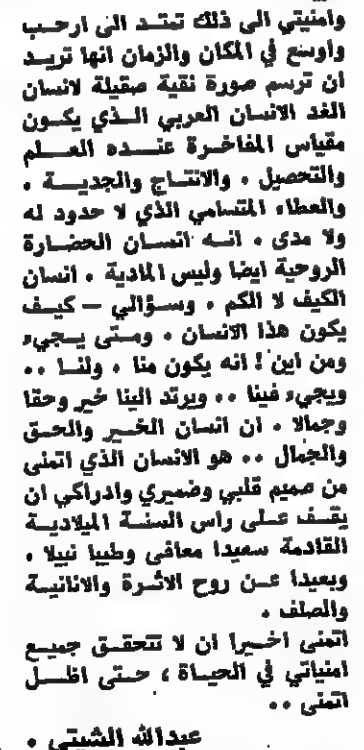 وامنيتي الى ذلك تمتد الى ارحب
واوسع في المكان والزمان انها تريد
ان ترسم صورة نقية صقيلة لانسان
الغد الانسان العربي الذي يكون
مقياس المفاخرة عنده العلم
والتحصيل . والانتاج والجدية .
والعطاء المتسامي الذي لا حدود له
ولا مدى . انه انسان الحضارة
الروحية ايضا وليس المادية . انسان
الكيف لا الكم . وسؤالي — كيف
يكون هذا الانسان . ومتى يجيء
ومن اين ! انه يكون منا . ولنا ..
ويجيء فينا .. ويرتد الينا خير وحقا
وجمالا . ان انسان الخير والحق
والجمال .. هو الانسان الذي اتمنى
من صميم قلبي وضميري وادراكي ان
يقف على راس السنة الميلادية
القادمة سعيدا معافى وطيبا نبيلا .
وبعيدا عن روح الاثرة والانانية
والصلف .
اتمنى اخيرا ان لا تتحقق جميع
امنياتي في الحياة ، حتى اظل
اتمنى ..
عبدالله الشيتي .